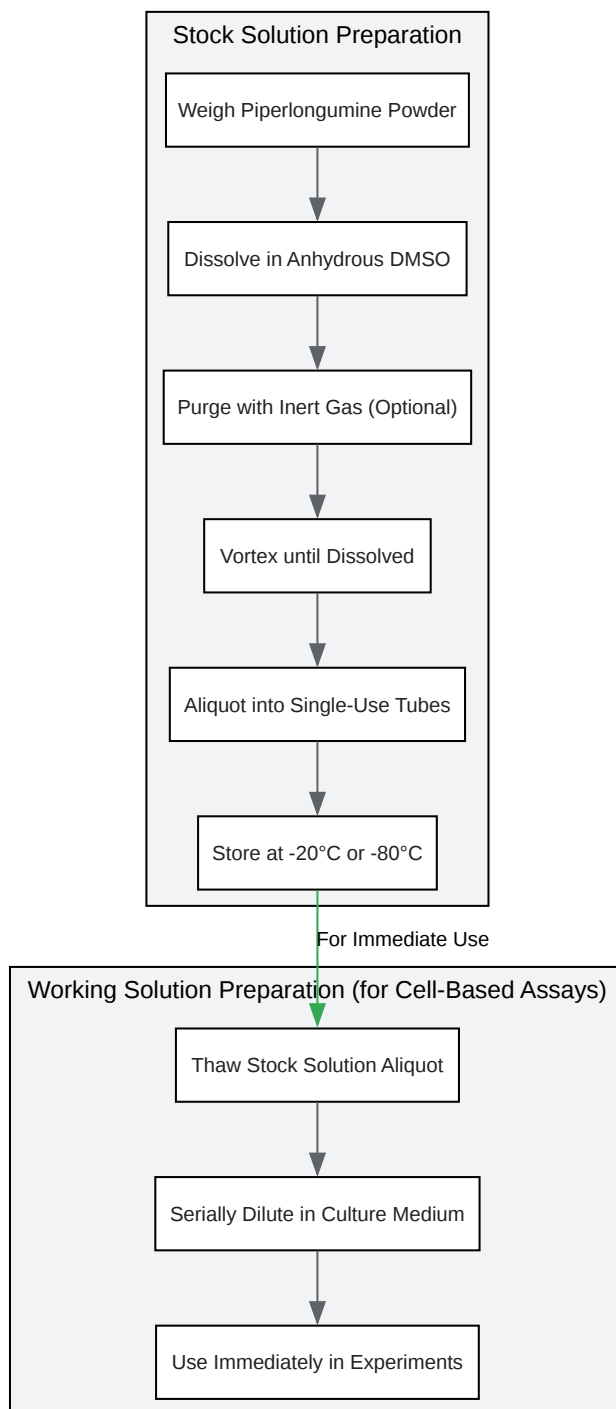 Stock Solution Preparation
Weigh Piperlongumine Powder
Dissolve in Anhydrous DMSO
Purge with Inert Gas (Optional)
Vortex until Dissolved
Aliquot into Single-Use Tubes
Store at -20°C or -80°C
For Immediate Use
Working Solution Preparation (for Cell-Based Assays)
Thaw Stock Solution Aliquot
Serially Dilute in Culture Medium
Use Immediately in Experiments